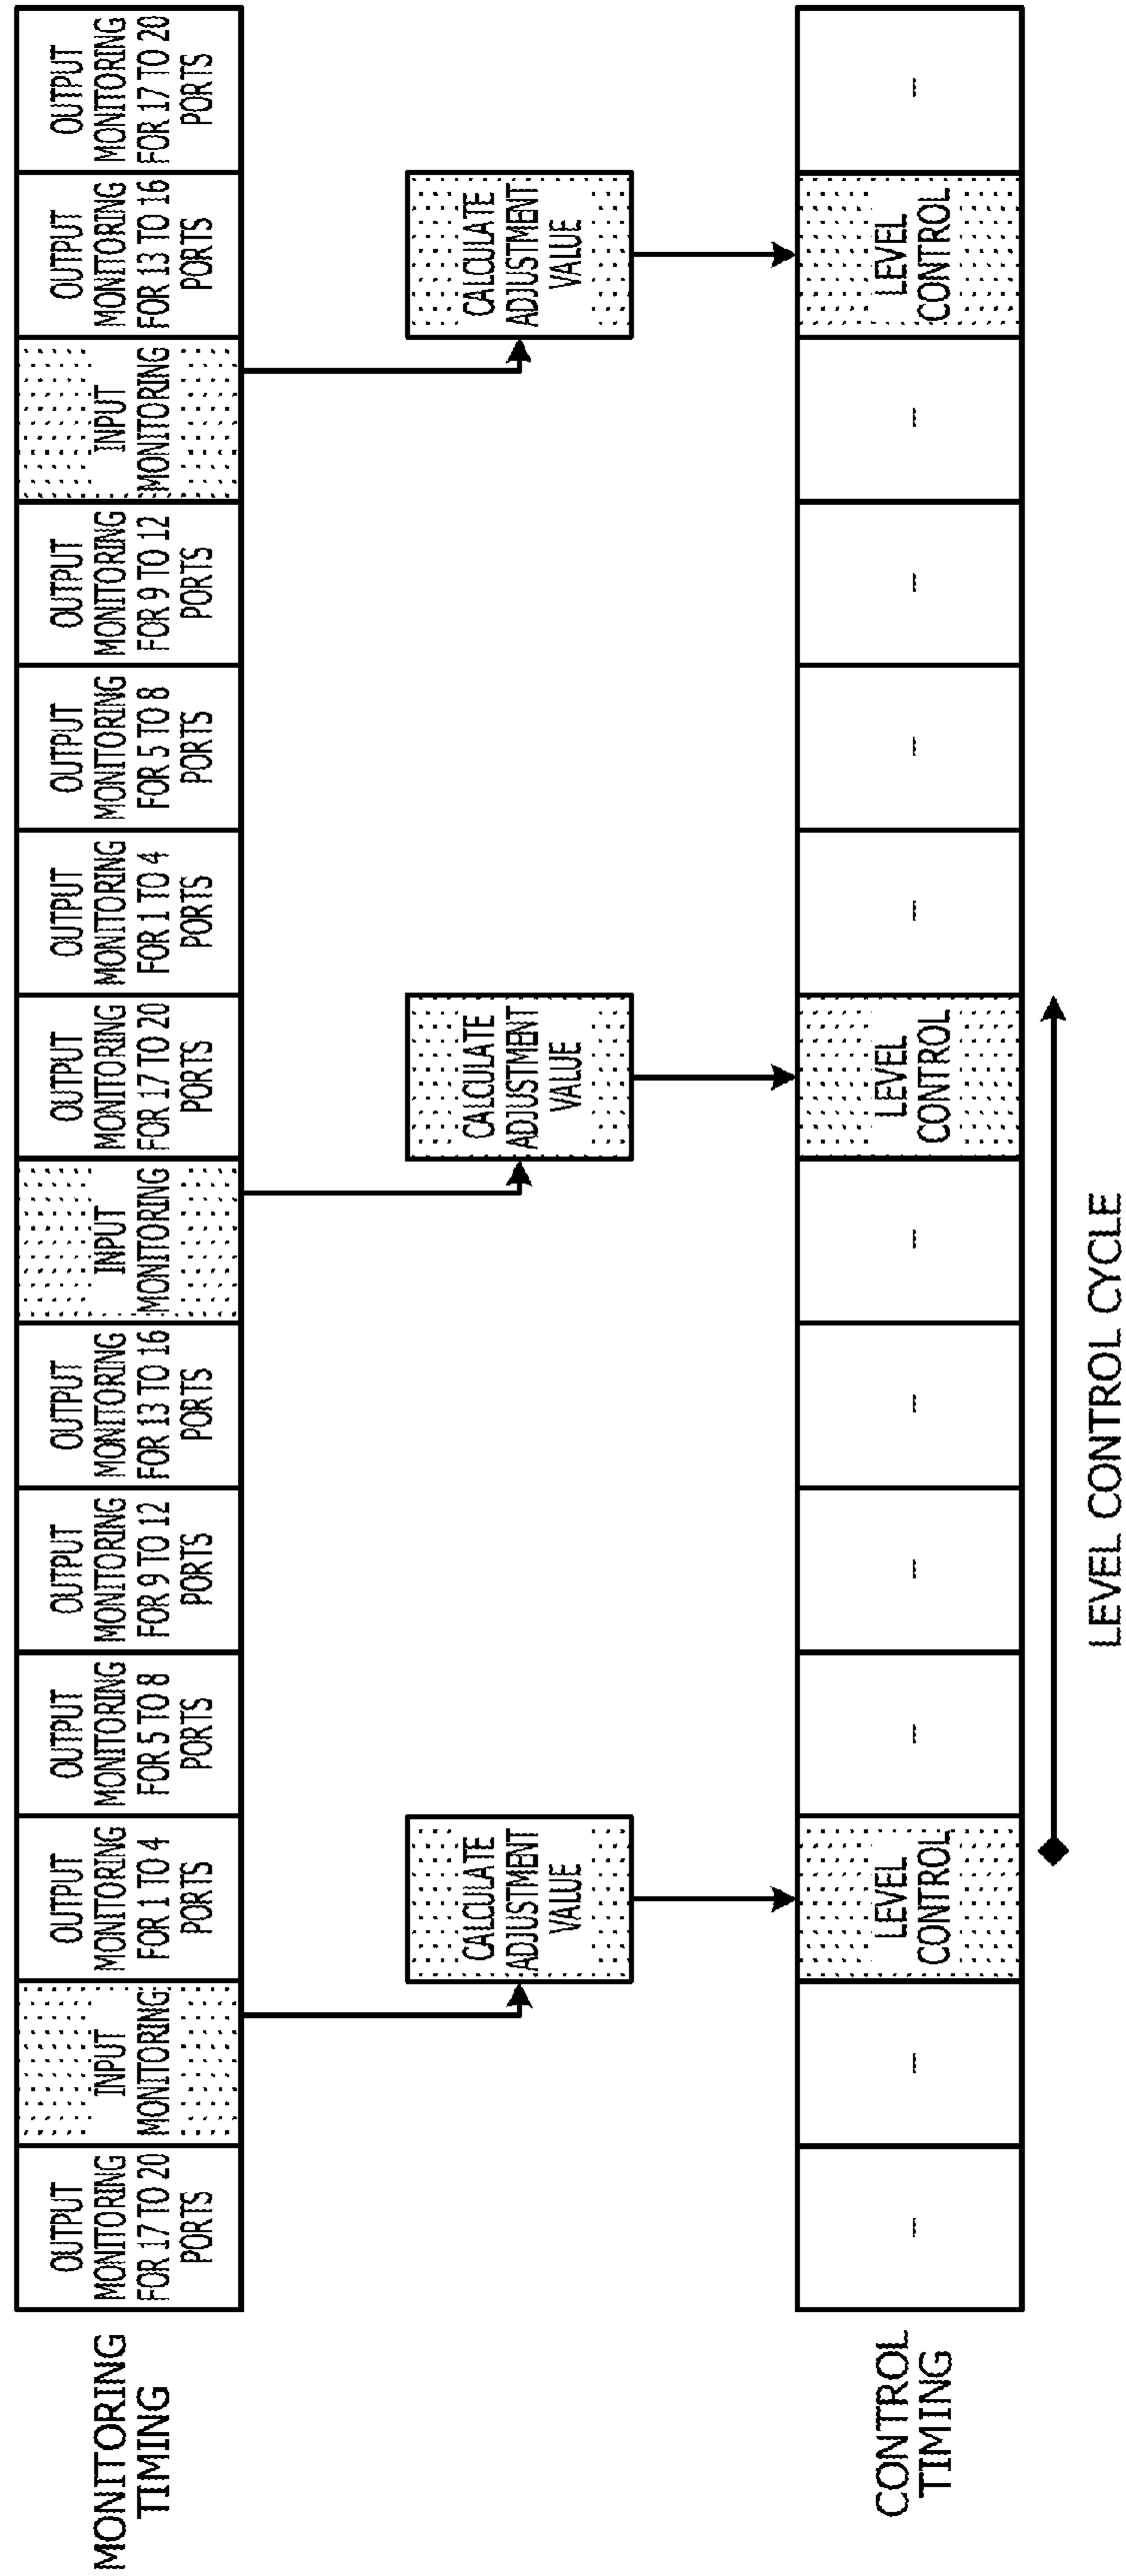 MONITORING
TIMING
OUTPUT
MONITORING
FOR 17 TO 20
PORTS
INPUT
MONITORING
OUTPUT
MONITORING
FOR 1 TO 4
PORTS
OUTPUT
MONITORING
FOR 5 TO 8
PORTS
OUTPUT
MONITORING
FOR 9 TO 12
PORTS
OUTPUT
MONITORING
FOR 13 TO 16
PORTS
INPUT
MONITORING
OUTPUT
MONITORING
FOR 17 TO 20
PORTS
OUTPUT
MONITORING
FOR 1 TO 4
PORTS
OUTPUT
MONITORING
FOR 5 TO 8
PORTS
OUTPUT
MONITORING
FOR 9 TO 12
PORTS
INPUT
MONITORING
OUTPUT
MONITORING
FOR 13 TO 16
PORTS
OUTPUT
MONITORING
FOR 17 TO 20
PORTS
CALCULATE
ADJUSTMENT
VALUE
CALCULATE
ADJUSTMENT
VALUE
CALCULATE
ADJUSTMENT
VALUE
CONTROL
TIMING
–
–
LEVEL
CONTROL
–
–
–
–
LEVEL
CONTROL
–
–
–
–
LEVEL
CONTROL
–
LEVEL CONTROL CYCLE